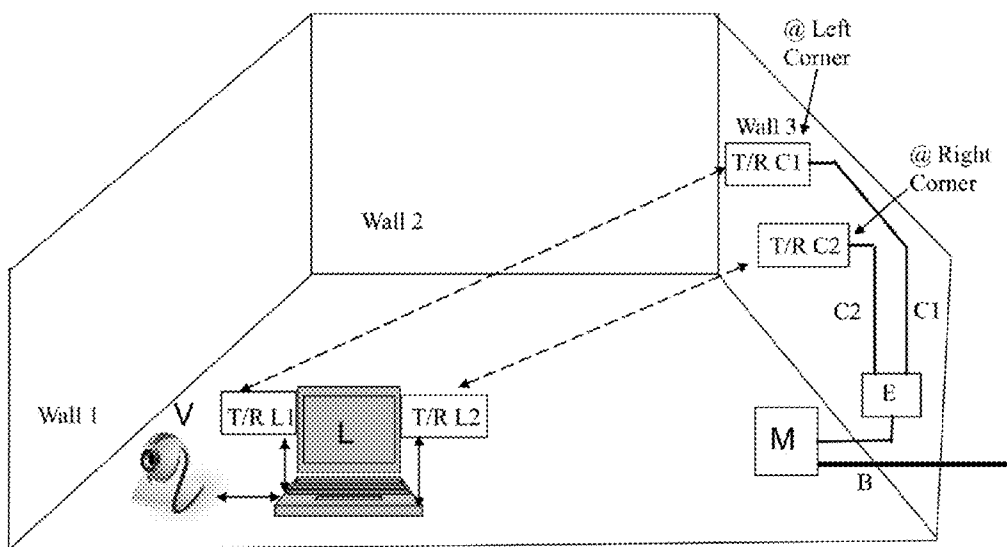 @ Left
Corner
Wall 3
T/R C1
@ Right
Corner
Wall 2
T/R C2
C2
C1
E
Wall 1
V
T/R L1
L
T/R L2
M
B